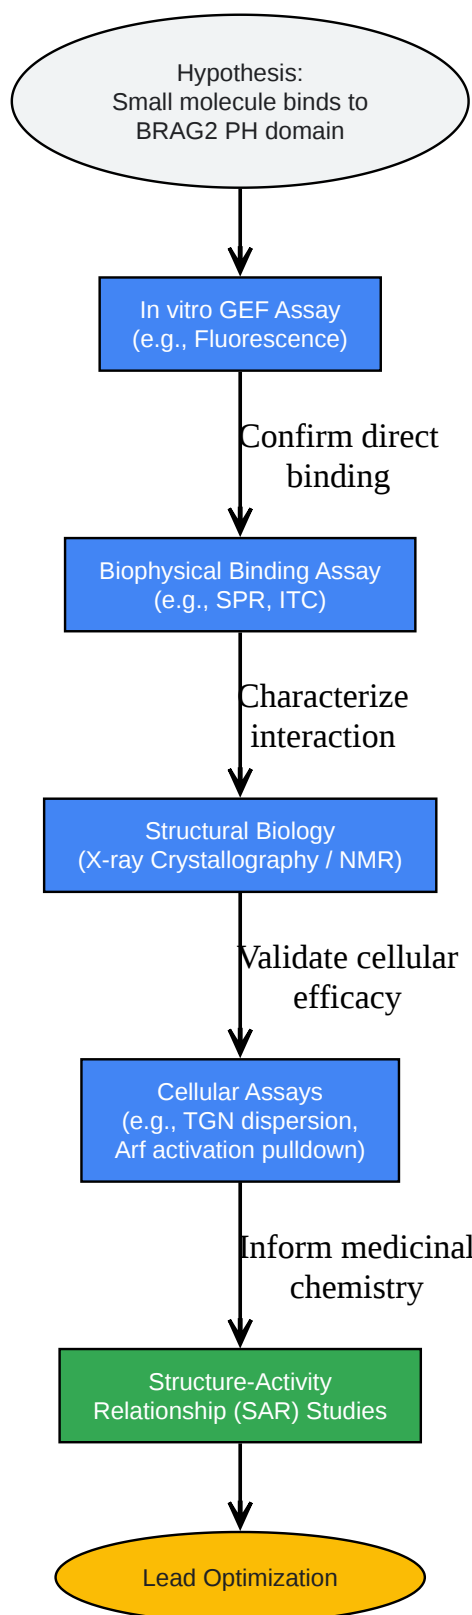 Hypothesis:
Small molecule binds to
BRAG2 PH domain
In vitro GEF Assay
(e.g., Fluorescence)
Confirm direct
binding
Biophysical Binding Assay
(e.g., SPR, ITC)
Characterize
interaction
Structural Biology
(X-ray Crystallography / NMR)
Validate cellular
efficacy
Cellular Assays
(e.g., TGN dispersion,
Arf activation pulldown)
Inform medicinal
chemistry
Structure-Activity
Relationship (SAR) Studies
Lead Optimization